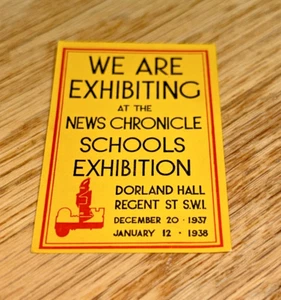 WE ARE
EXHIBITING
AT THE
NEWS CHRONICLE
SCHOOLS
EXHIBITION
DORLAND HALL
REGENT ST S.W.1.
DECEMBER 20 · 1937
JANUARY 12 · 1938